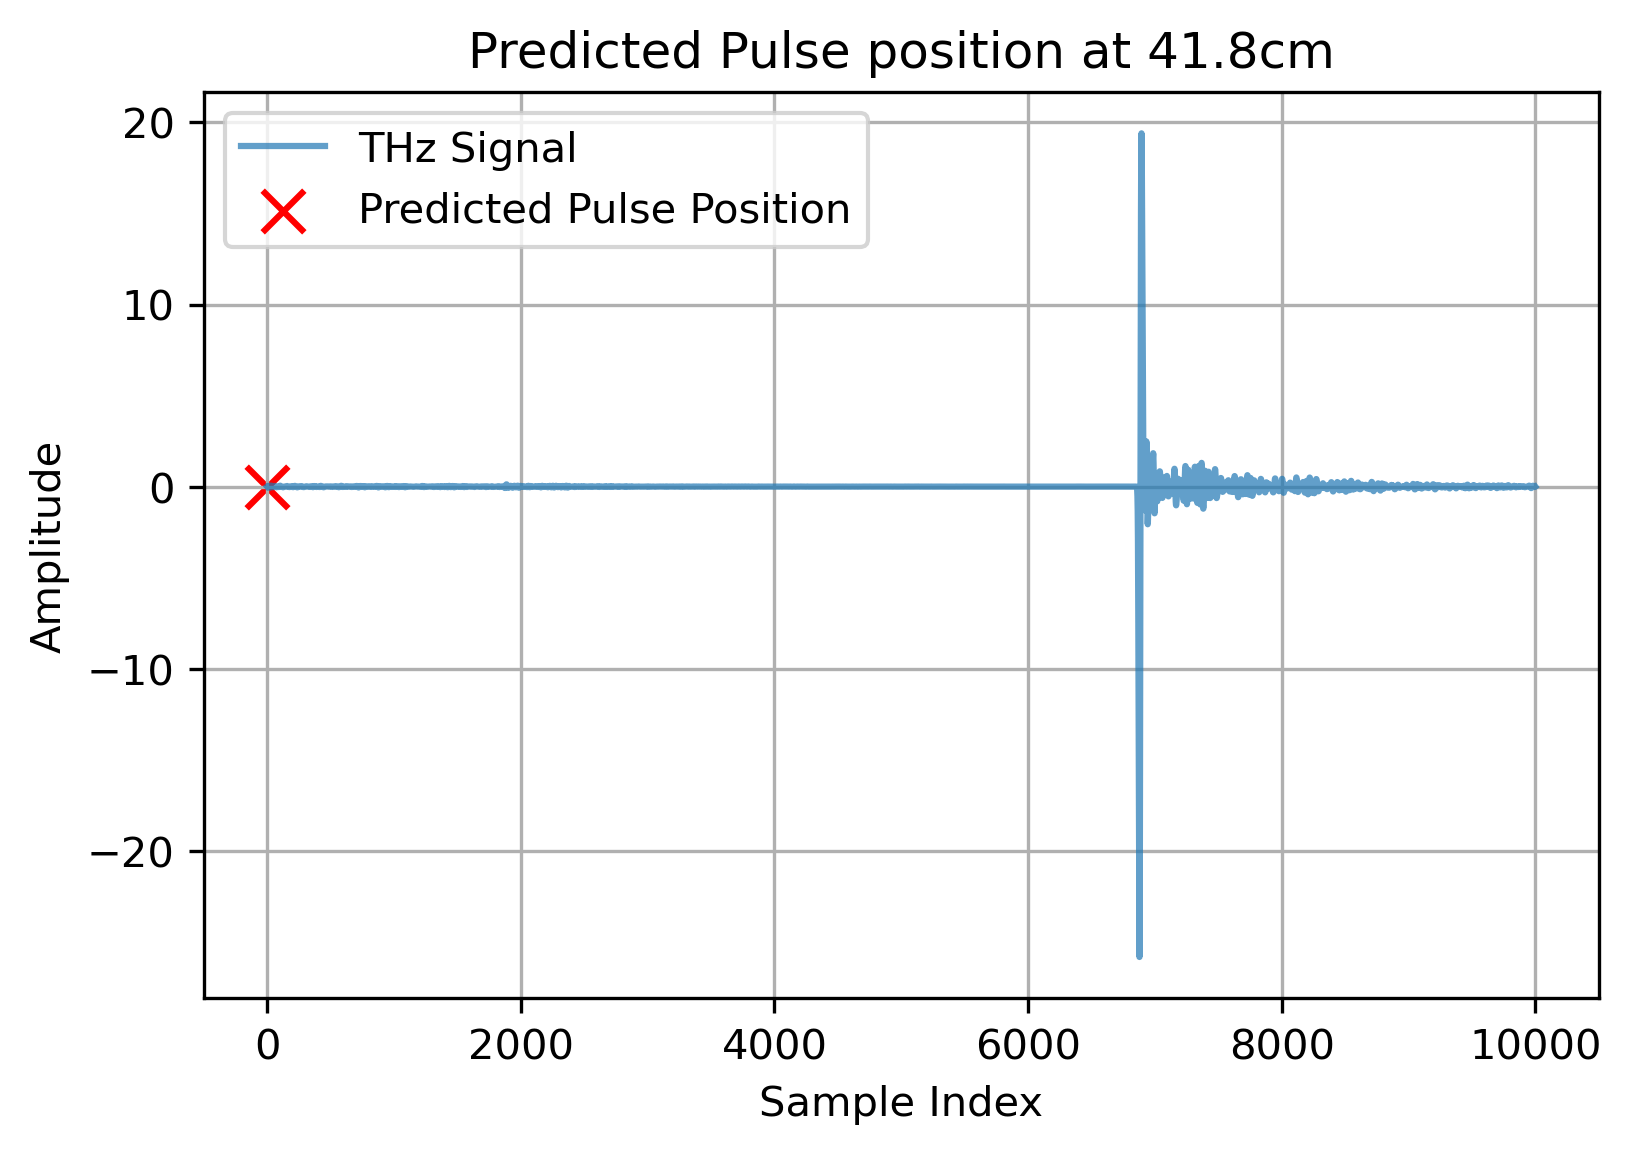 Predicted Pulse position at 41.8cm
THz Signal
Predicted Pulse Position
20
10
0
−10
−20
Amplitude
0 2000 4000 6000 8000 10000
Sample Index